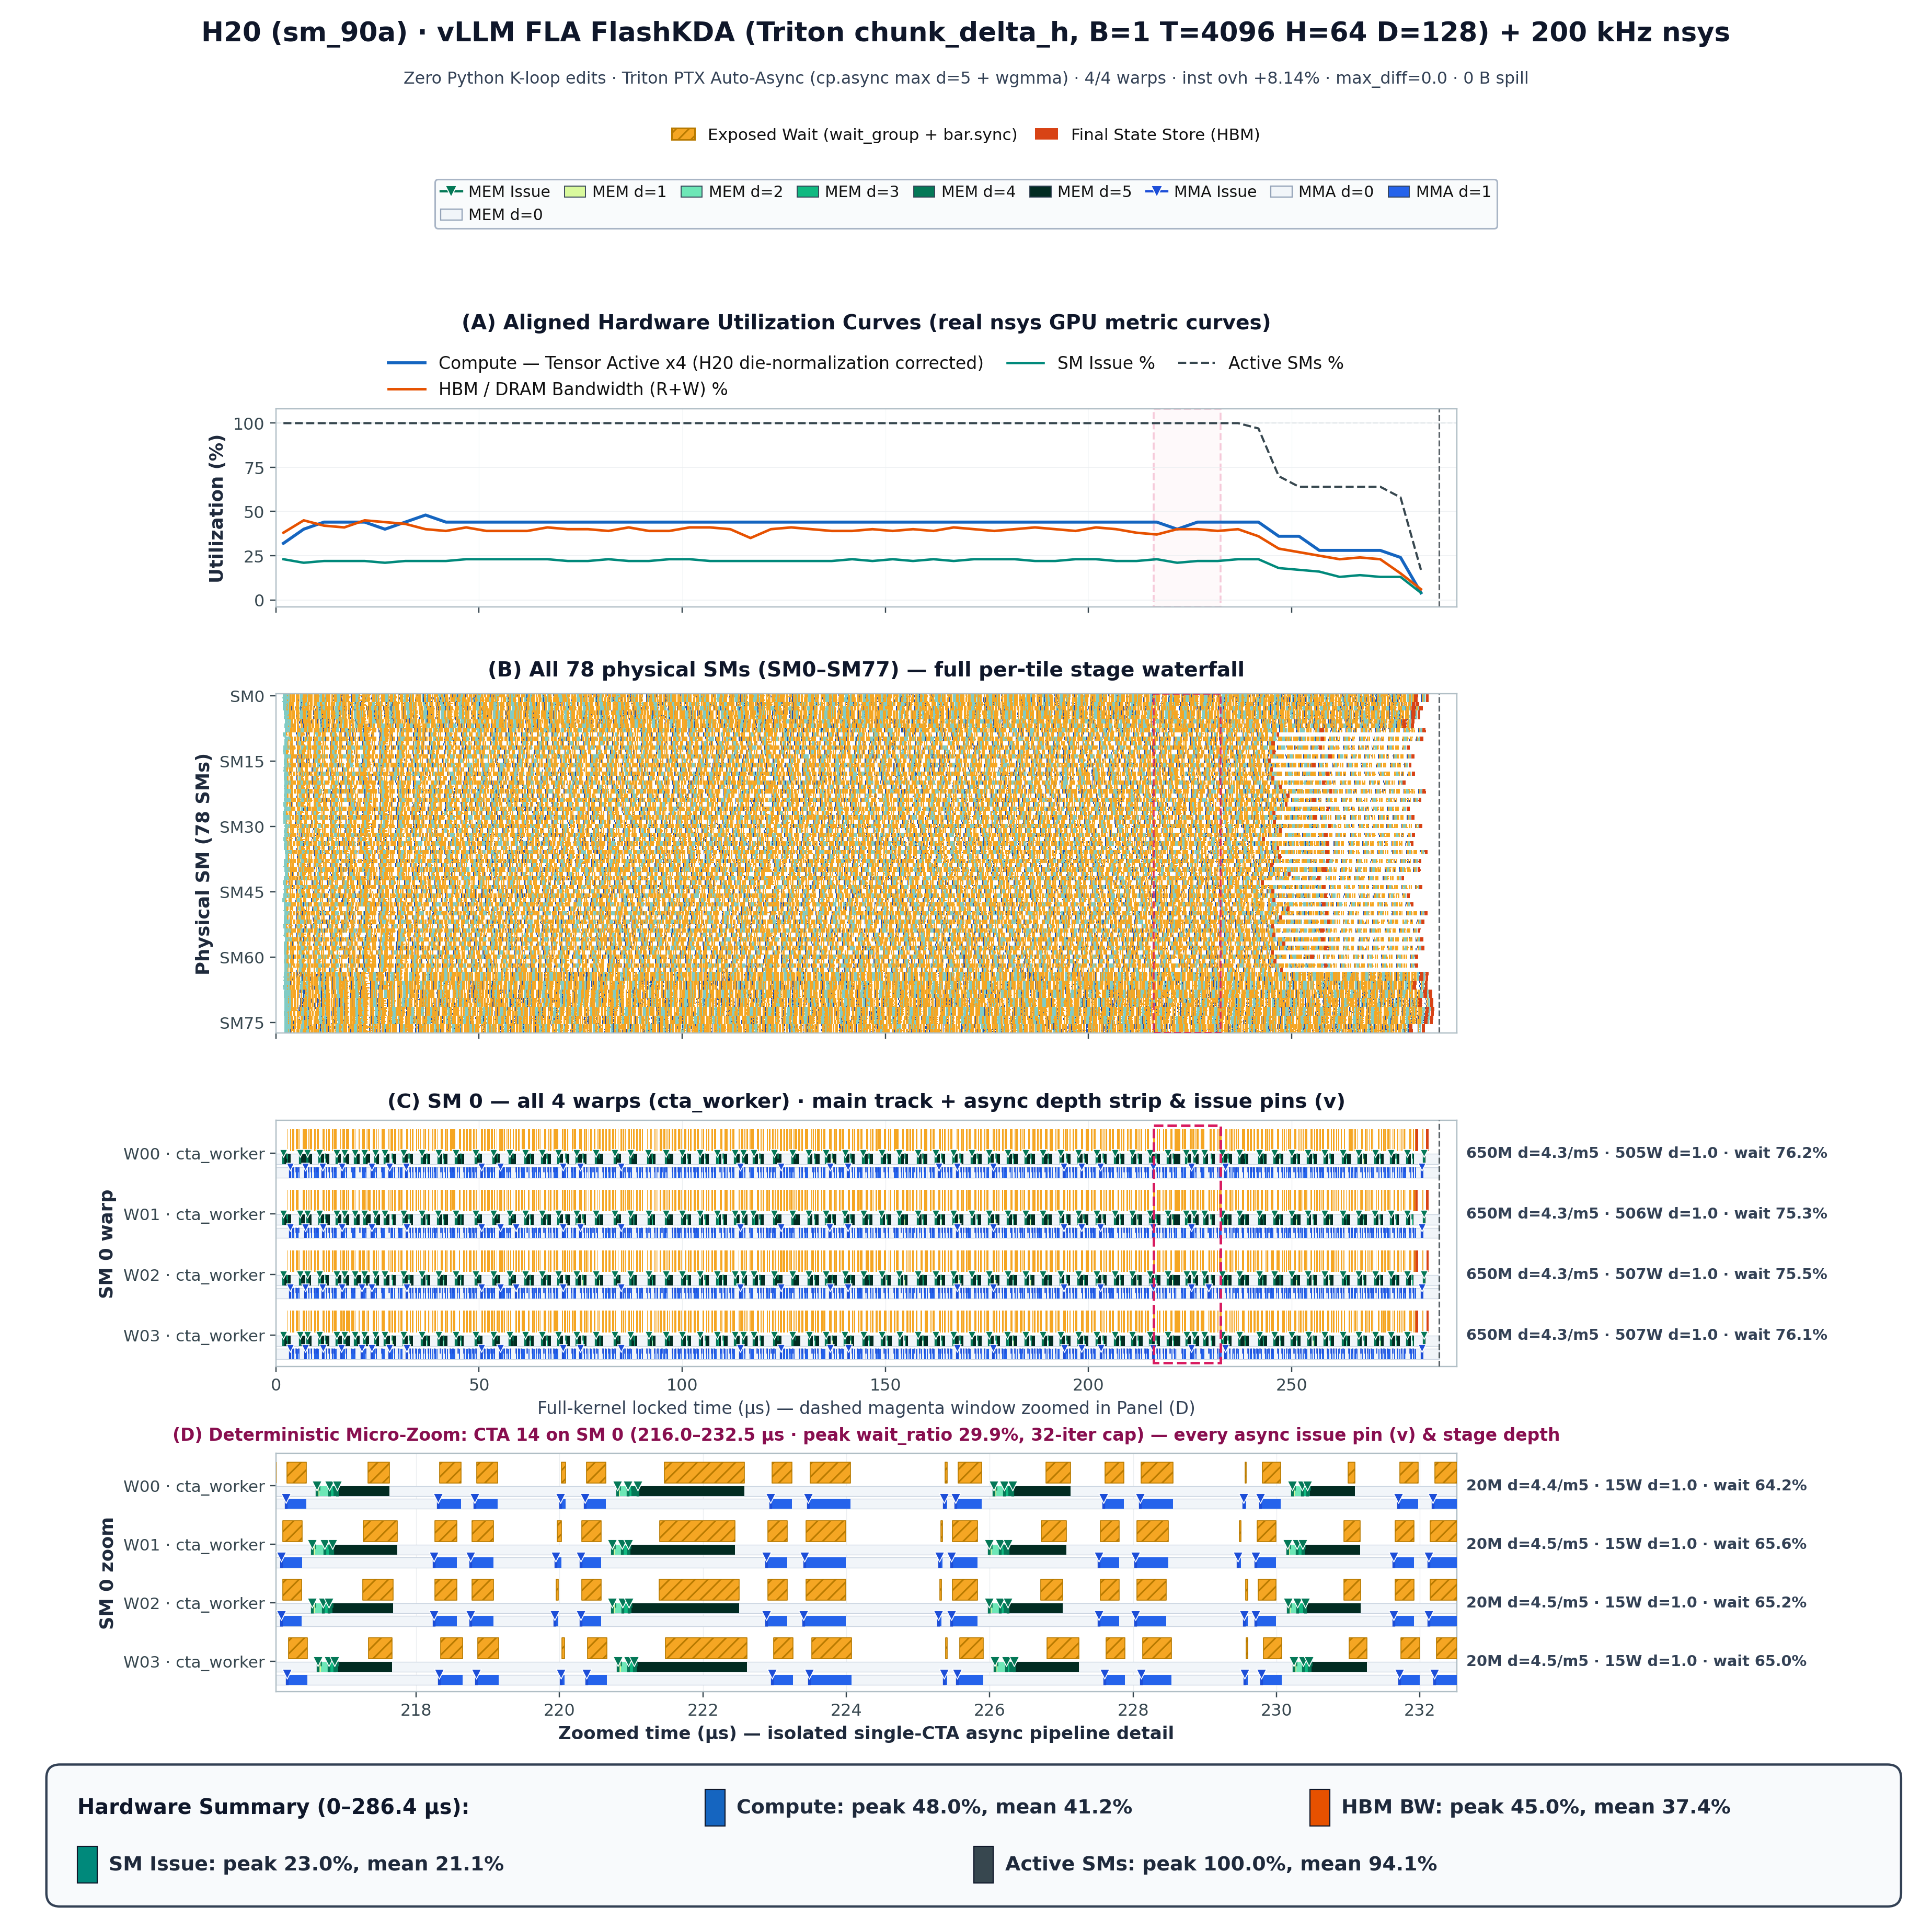 H20 (sm_90a) · vLLM FLA FlashKDA (Triton chunk_delta_h, B=1 T=4096 H=64 D=128) + 200 kHz nsys
Zero Python K-loop edits · Triton PTX Auto-Async (cp.async max d=5 + wgmma) · 4/4 warps · inst ovh +8.14% · max_diff=0.0 · 0 B spill
Exposed Wait (wait_group + bar.sync) Final State Store (HBM)
MEM Issue MEM d=1 MEM d=2 MEM d=3 MEM d=4 MEM d=5 MMA Issue MMA d=0 MMA d=1
MEM d=0
(A) Aligned Hardware Utilization Curves (real nsys GPU metric curves)
Compute — Tensor Active x4 (H20 die-normalization corrected) SM Issue % Active SMs %
HBM / DRAM Bandwidth (R+W) %
Utilization (%)
100
75
50
25
0
(B) All 78 physical SMs (SM0–SM77) — full per-tile stage waterfall
Physical SM (78 SMs)
SM0
SM15
SM30
SM45
SM60
SM75
(C) SM 0 — all 4 warps (cta_worker) · main track + async depth strip & issue pins (v)
SM 0 warp
W00 · cta_worker 650M d=4.3/m5 · 505W d=1.0 · wait 76.2%
W01 · cta_worker 650M d=4.3/m5 · 506W d=1.0 · wait 75.3%
W02 · cta_worker 650M d=4.3/m5 · 507W d=1.0 · wait 75.5%
W03 · cta_worker 650M d=4.3/m5 · 507W d=1.0 · wait 76.1%
0 50 100 150 200 250
Full-kernel locked time (µs) — dashed magenta window zoomed in Panel (D)
(D) Deterministic Micro-Zoom: CTA 14 on SM 0 (216.0–232.5 µs · peak wait_ratio 29.9%, 32-iter cap) — every async issue pin (v) & stage depth
SM 0 zoom
W00 · cta_worker 20M d=4.4/m5 · 15W d=1.0 · wait 64.2%
W01 · cta_worker 20M d=4.5/m5 · 15W d=1.0 · wait 65.6%
W02 · cta_worker 20M d=4.5/m5 · 15W d=1.0 · wait 65.2%
W03 · cta_worker 20M d=4.5/m5 · 15W d=1.0 · wait 65.0%
218 220 222 224 226 228 230 232
Zoomed time (µs) — isolated single-CTA async pipeline detail
Hardware Summary (0–286.4 µs): Compute: peak 48.0%, mean 41.2% HBM BW: peak 45.0%, mean 37.4%
SM Issue: peak 23.0%, mean 21.1% Active SMs: peak 100.0%, mean 94.1%